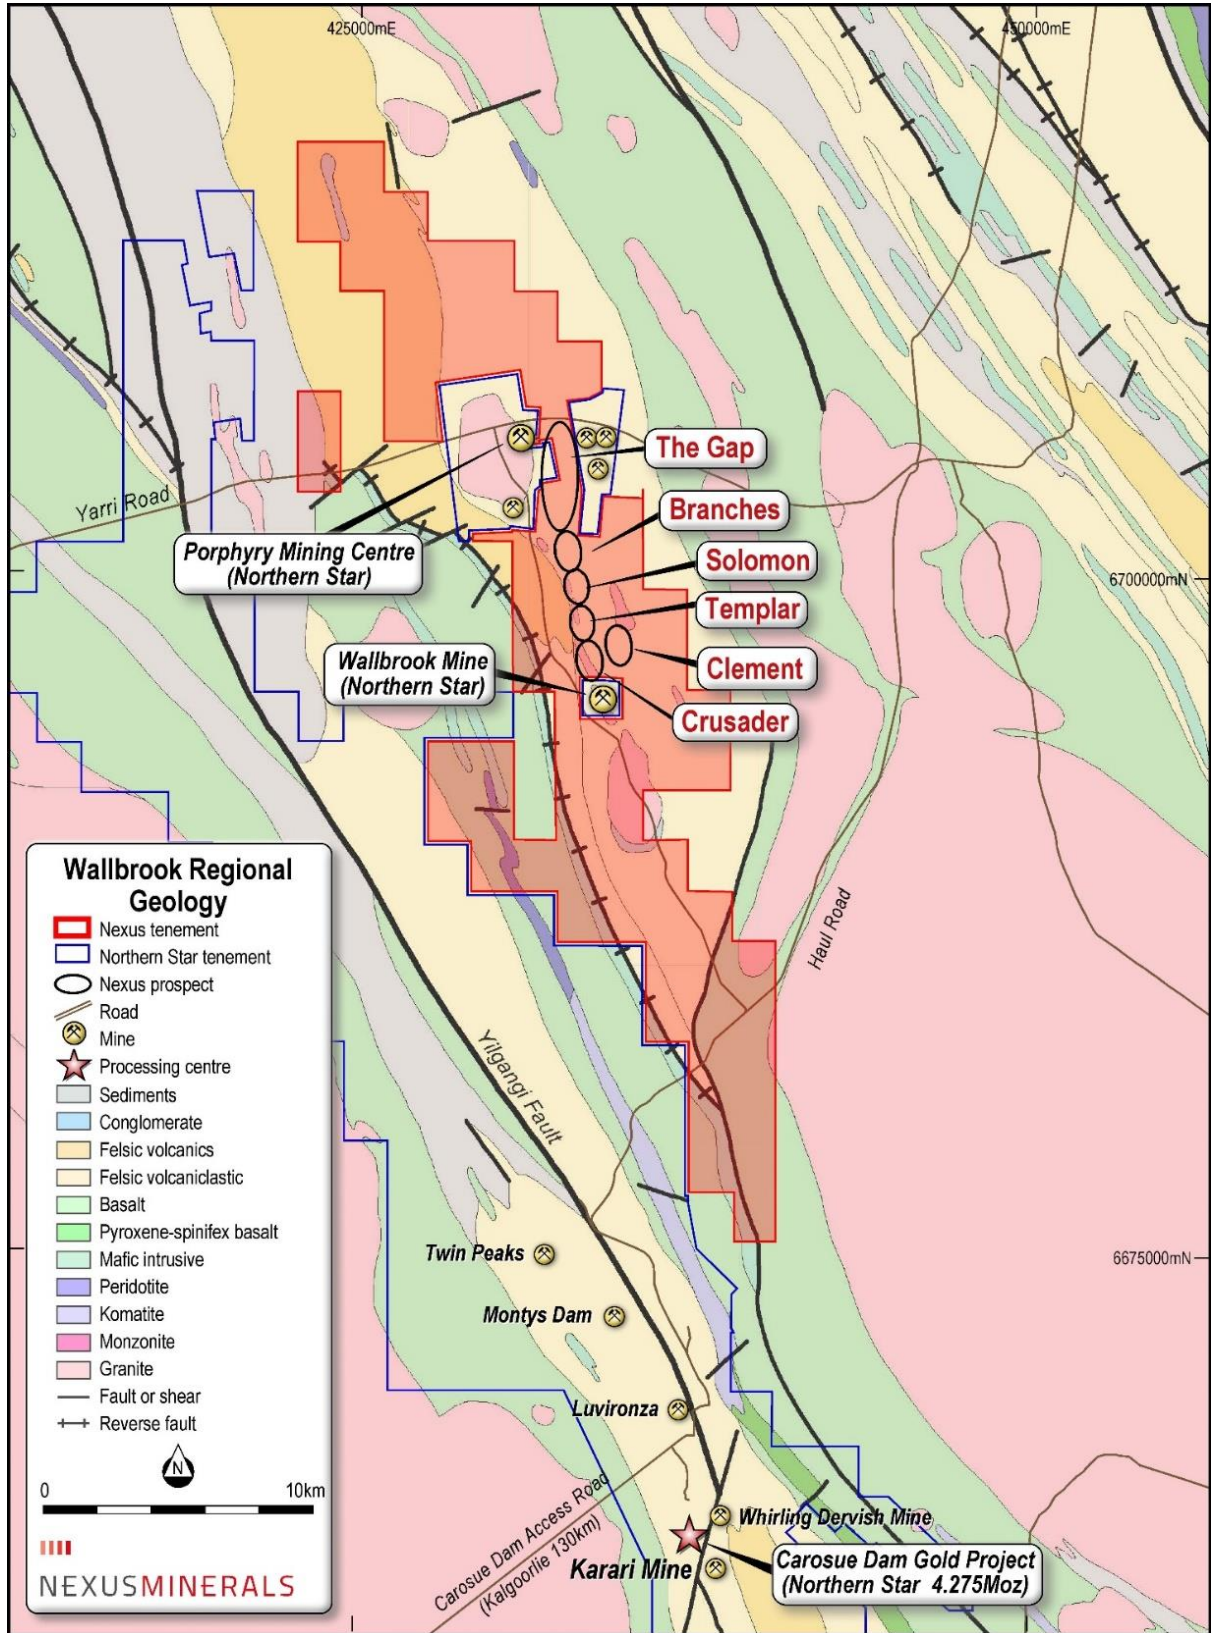 425000mE
450000mE
The Gap
Branches
Yarri Road
Porphyry Mining Centre
(Northern Star)
Solomon
6700000mN
Templar
Wallbrook Mine
(Northern Star)
Clement
Crusader
Haul Road
Wallbrook Regional
Geology
Nexus tenement
Northern Star tenement
Nexus prospect
Road
Mine
Processing centre
Sediments
Conglomerate
Felsic volcanics
Felsic volcaniclastic
Basalt
Pyroxene-spinifex basalt
Mafic intrusive
Peridotite
Komatite
Monzonite
Granite
Fault or shear
Reverse fault
N
0 10km
NEXUSMINERALS
Yilgangi Fault
Twin Peaks
6675000mN
Montys Dam
Luvironza
Carosue Dam Access Road
(Kalgoorlie 130km)
Whirling Dervish Mine
Karari Mine
Carosue Dam Gold Project
(Northern Star 4.275Moz)